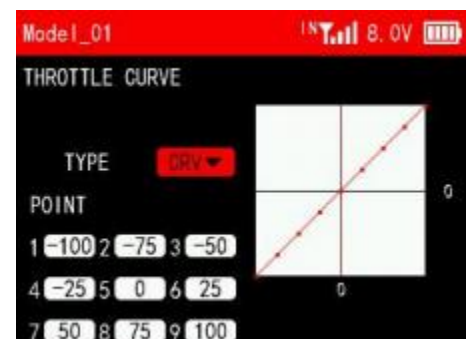 Model_01 IN 8.0V
THROTTLE CURVE
TYPE CRV
POINT
1 -100 2 -75 3 -50
4 -25 5 0 6 25
7 50 8 75 9 100
0
0